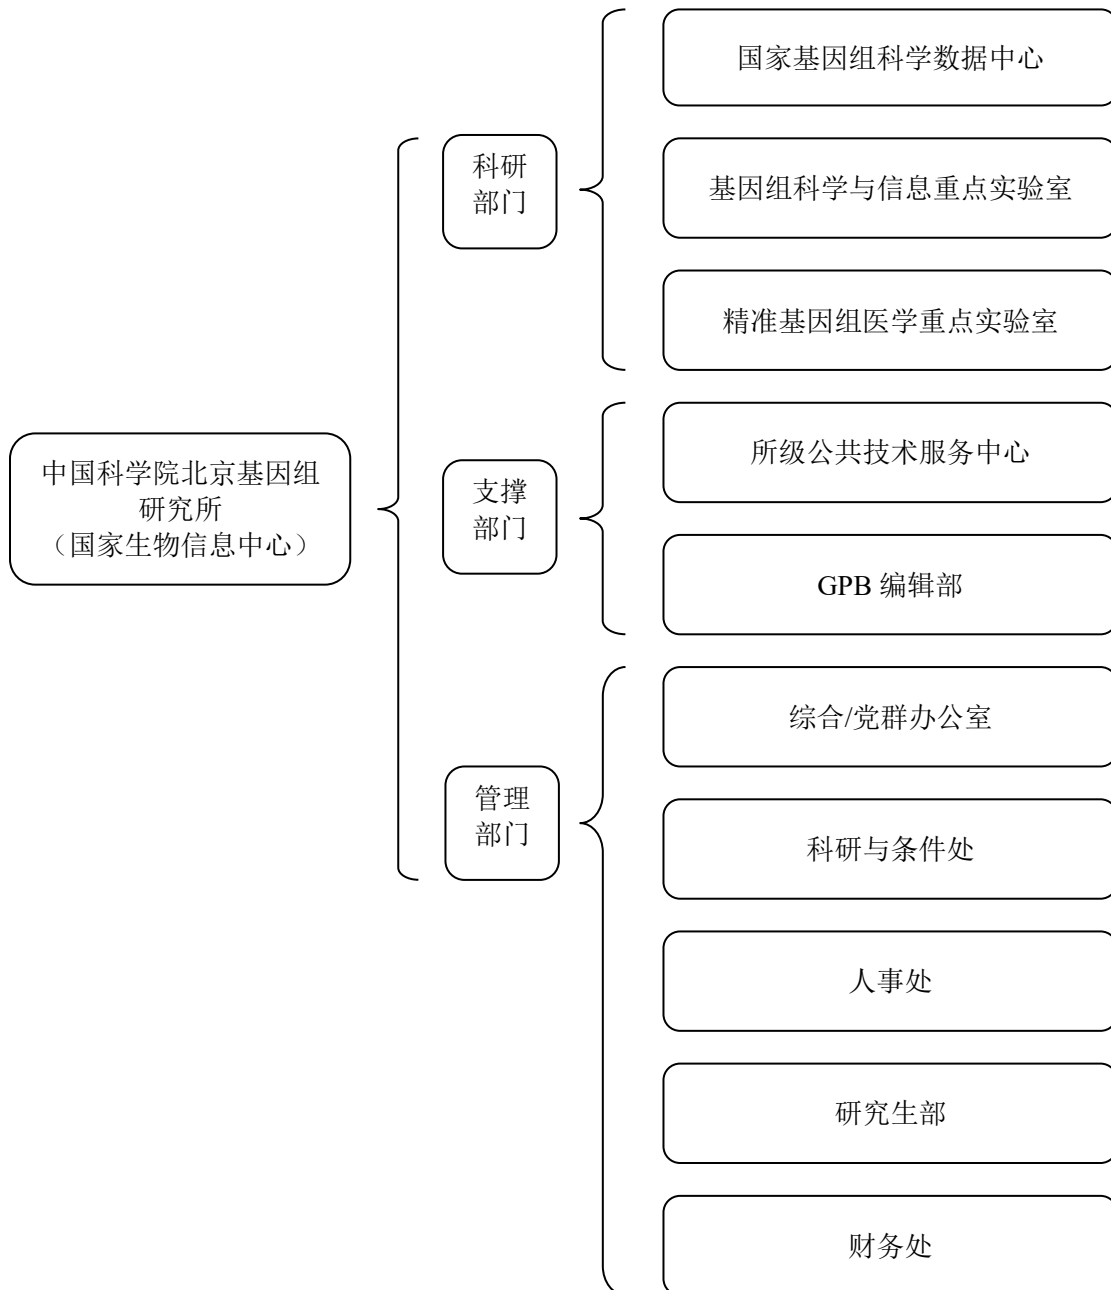 中国科学院北京基因组
研究所
（国家生物信息中心）
科研
部门
国家基因组科学数据中心
基因组科学与信息重点实验室
精准基因组医学重点实验室
支撑
部门
所级公共技术服务中心
GPB 编辑部
管理
部门
综合/党群办公室
科研与条件处
人事处
研究生部
财务处